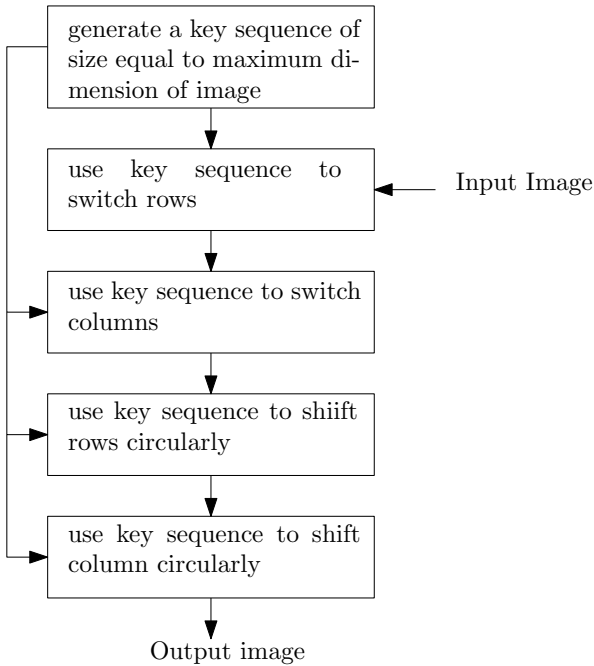 generate a key sequence of
size equal to maximum di-
mension of image
use key sequence to
switch rows
Input Image
use key sequence to switch
columns
use key sequence to shiift
rows circularly
use key sequence to shift
column circularly
Output image